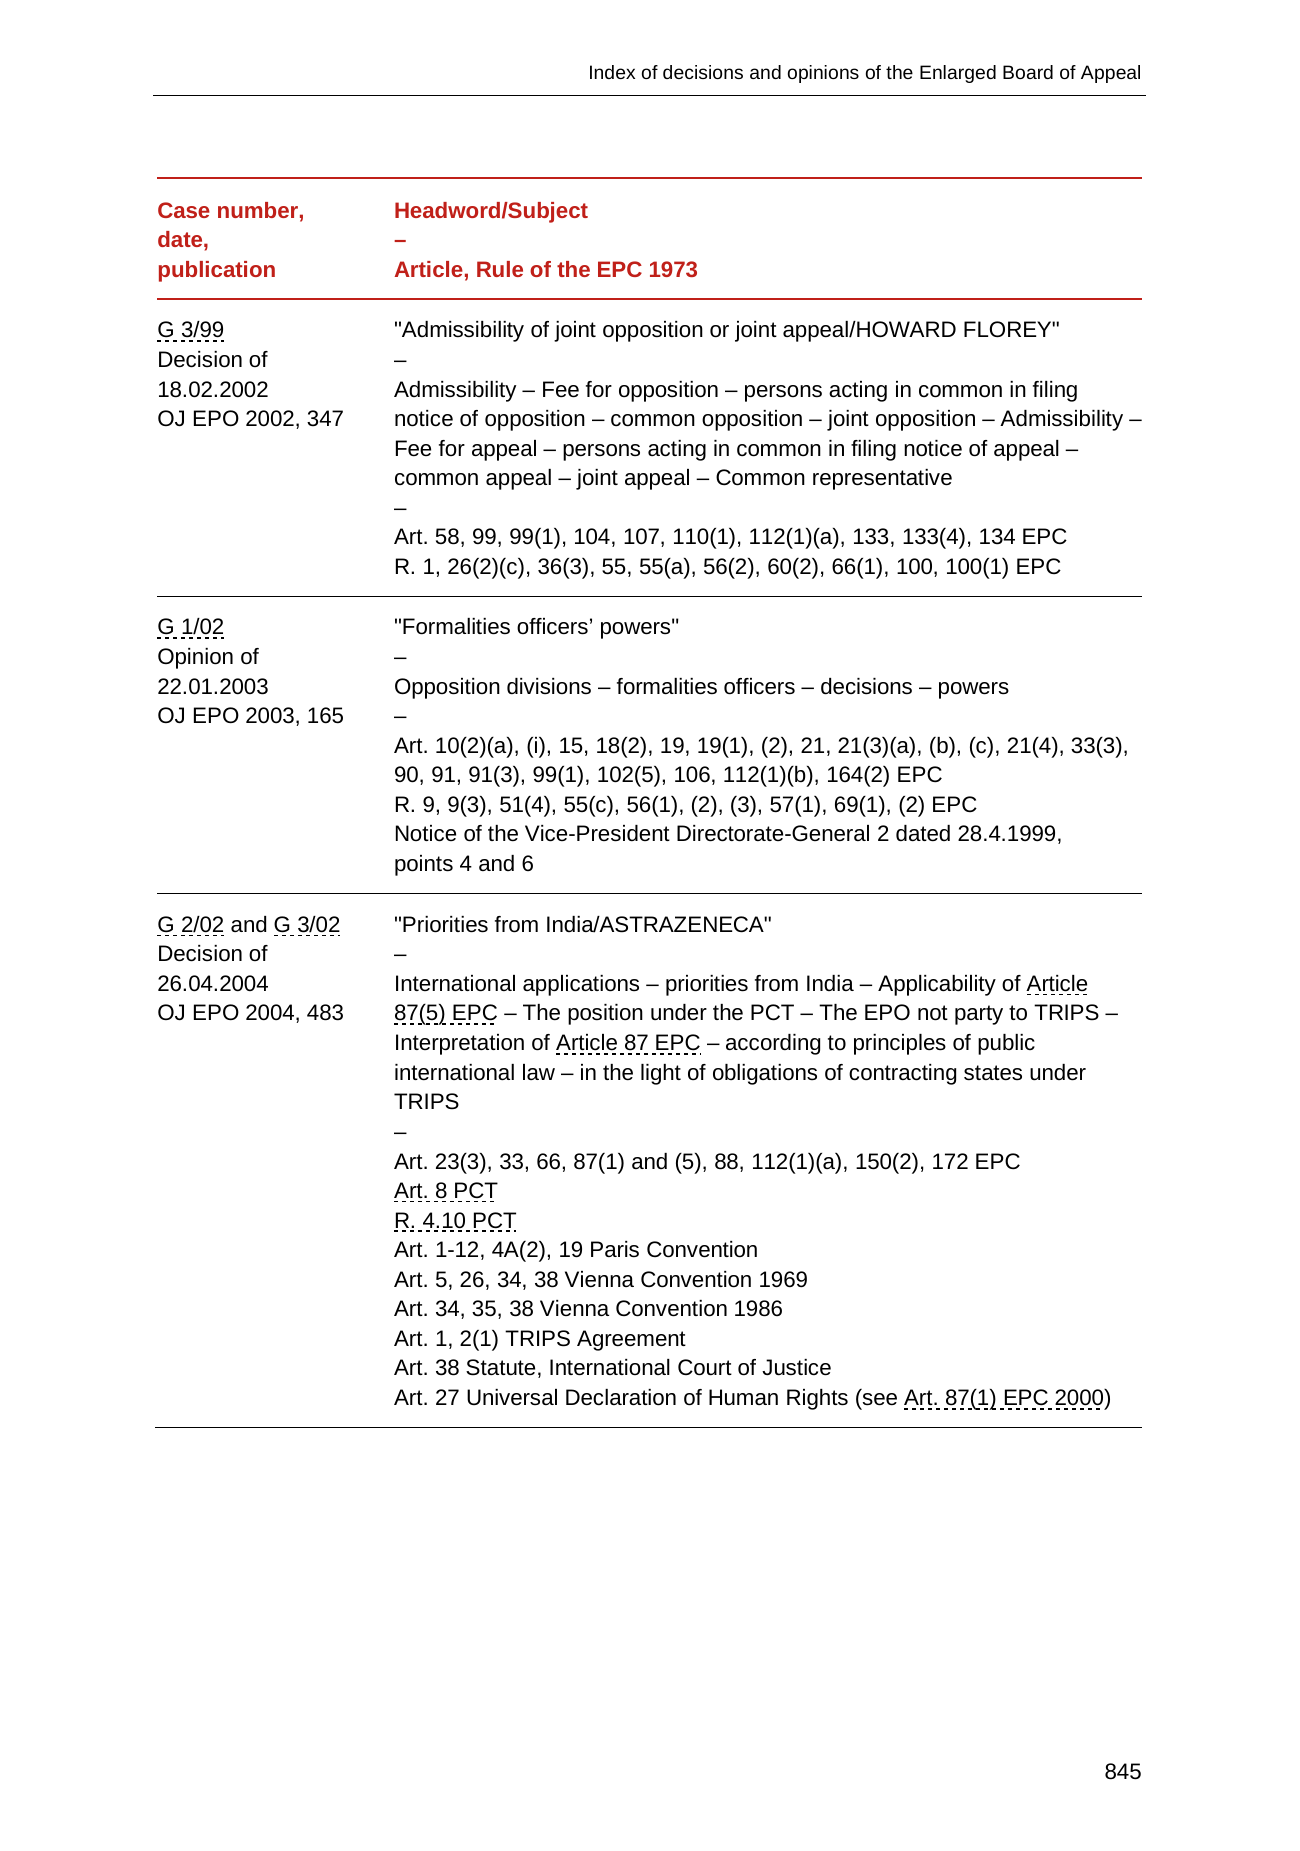 Index of decisions and opinions of the Enlarged Board of Appeal
Case number,
date,
publication
Headword/Subject
–
Article, Rule of the EPC 1973
G 3/99
Decision of
18.02.2002
OJ EPO 2002, 347
"Admissibility of joint opposition or joint appeal/HOWARD FLOREY"
–
Admissibility – Fee for opposition – persons acting in common in filing
notice of opposition – common opposition – joint opposition – Admissibility –
Fee for appeal – persons acting in common in filing notice of appeal –
common appeal – joint appeal – Common representative
–
Art. 58, 99, 99(1), 104, 107, 110(1), 112(1)(a), 133, 133(4), 134 EPC
R. 1, 26(2)(c), 36(3), 55, 55(a), 56(2), 60(2), 66(1), 100, 100(1) EPC
G 1/02
Opinion of
22.01.2003
OJ EPO 2003, 165
"Formalities officers’ powers"
–
Opposition divisions – formalities officers – decisions – powers
–
Art. 10(2)(a), (i), 15, 18(2), 19, 19(1), (2), 21, 21(3)(a), (b), (c), 21(4), 33(3),
90, 91, 91(3), 99(1), 102(5), 106, 112(1)(b), 164(2) EPC
R. 9, 9(3), 51(4), 55(c), 56(1), (2), (3), 57(1), 69(1), (2) EPC
Notice of the Vice-President Directorate-General 2 dated 28.4.1999,
points 4 and 6
G 2/02 and G 3/02
Decision of
26.04.2004
OJ EPO 2004, 483
"Priorities from India/ASTRAZENECA"
–
International applications – priorities from India – Applicability of Article
87(5) EPC – The position under the PCT – The EPO not party to TRIPS –
Interpretation of Article 87 EPC – according to principles of public
international law – in the light of obligations of contracting states under
TRIPS
–
Art. 23(3), 33, 66, 87(1) and (5), 88, 112(1)(a), 150(2), 172 EPC
Art. 8 PCT
R. 4.10 PCT
Art. 1-12, 4A(2), 19 Paris Convention
Art. 5, 26, 34, 38 Vienna Convention 1969
Art. 34, 35, 38 Vienna Convention 1986
Art. 1, 2(1) TRIPS Agreement
Art. 38 Statute, International Court of Justice
Art. 27 Universal Declaration of Human Rights (see Art. 87(1) EPC 2000)
845